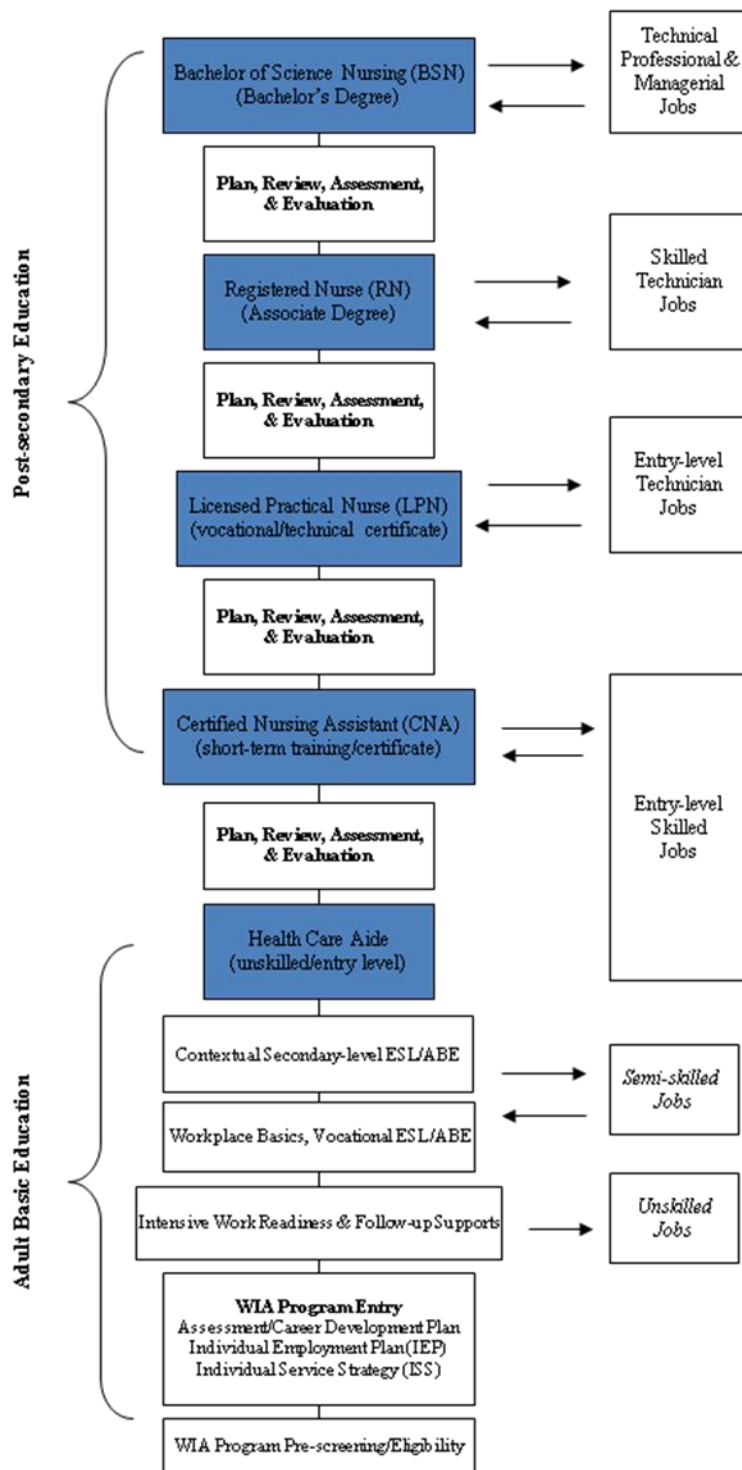 Bachelor of Science Nursing (BSN)
(Bachelor's Degree)
Technical
Professional &
Managerial
Jobs
Plan, Review, Assessment,
& Evaluation
Registered Nurse (RN)
(Associate Degree)
Skilled
Technician
Jobs
Plan, Review, Assessment,
& Evaluation
Licensed Practical Nurse (LPN)
(vocational/technical certificate)
Entry-level
Technician
Jobs
Plan, Review, Assessment,
& Evaluation
Certified Nursing Assistant (CNA)
(short-term training/certificate)
Entry-level
Skilled
Jobs
Plan, Review, Assessment,
& Evaluation
Post-secondary Education
Health Care Aide
(unskilled/entry level)
Contextual Secondary-level ESL/ABE
Semi-skilled
Jobs
Workplace Basics, Vocational ESL/ABE
Intensive Work Readiness & Follow-up Supports
Unskilled
Jobs
WIA Program Entry
Assessment/Career Development Plan
Individual Employment Plan (IEP)
Individual Service Strategy (ISS)
WIA Program Pre-screening/Eligibility
Adult Basic Education